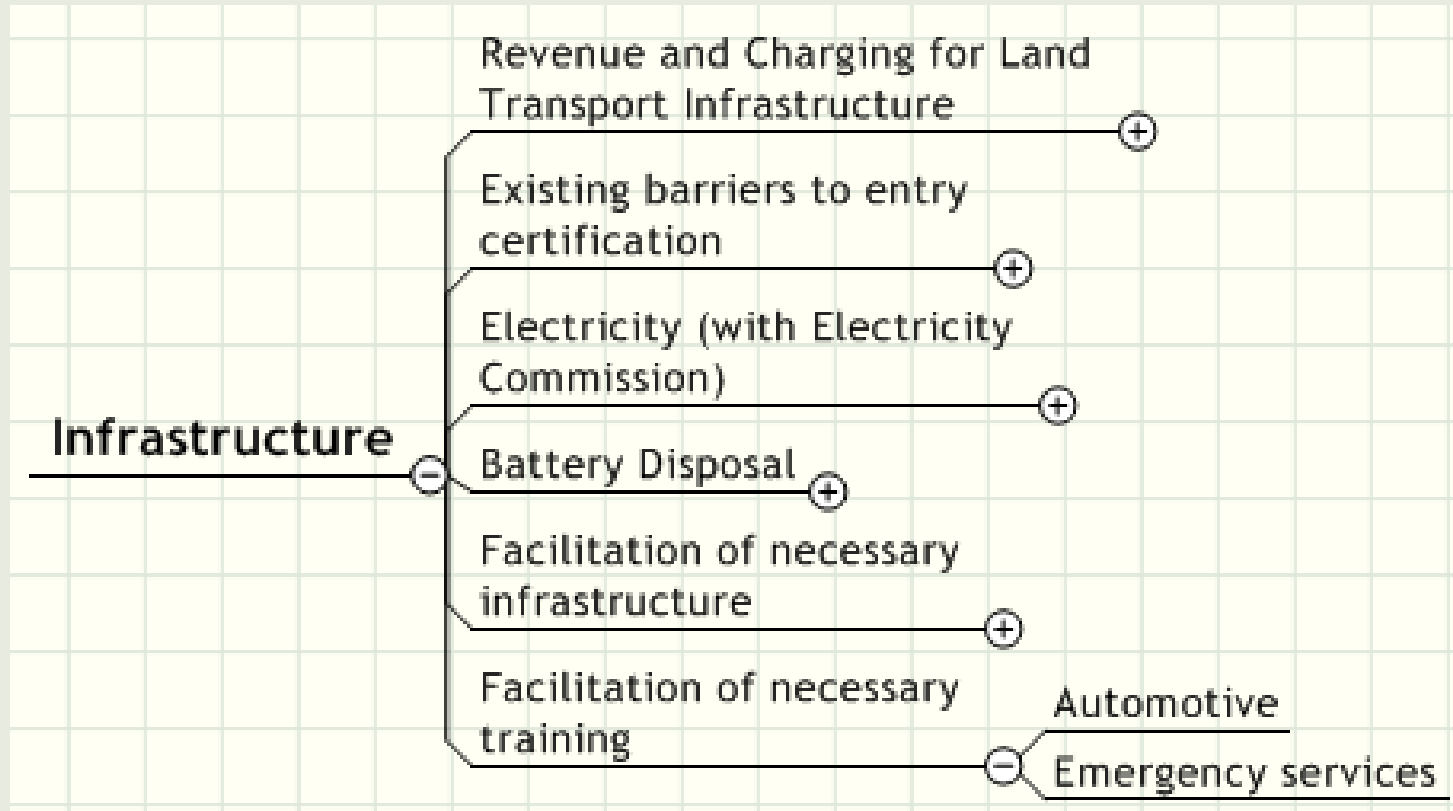 Revenue and Charging for Land
Transport Infrastructure
Existing barriers to entry
certification
Electricity (with Electricity
Commission)
Infrastructure
Battery Disposal
Facilitation of necessary
infrastructure
Facilitation of necessary
training
Automotive
Emergency services